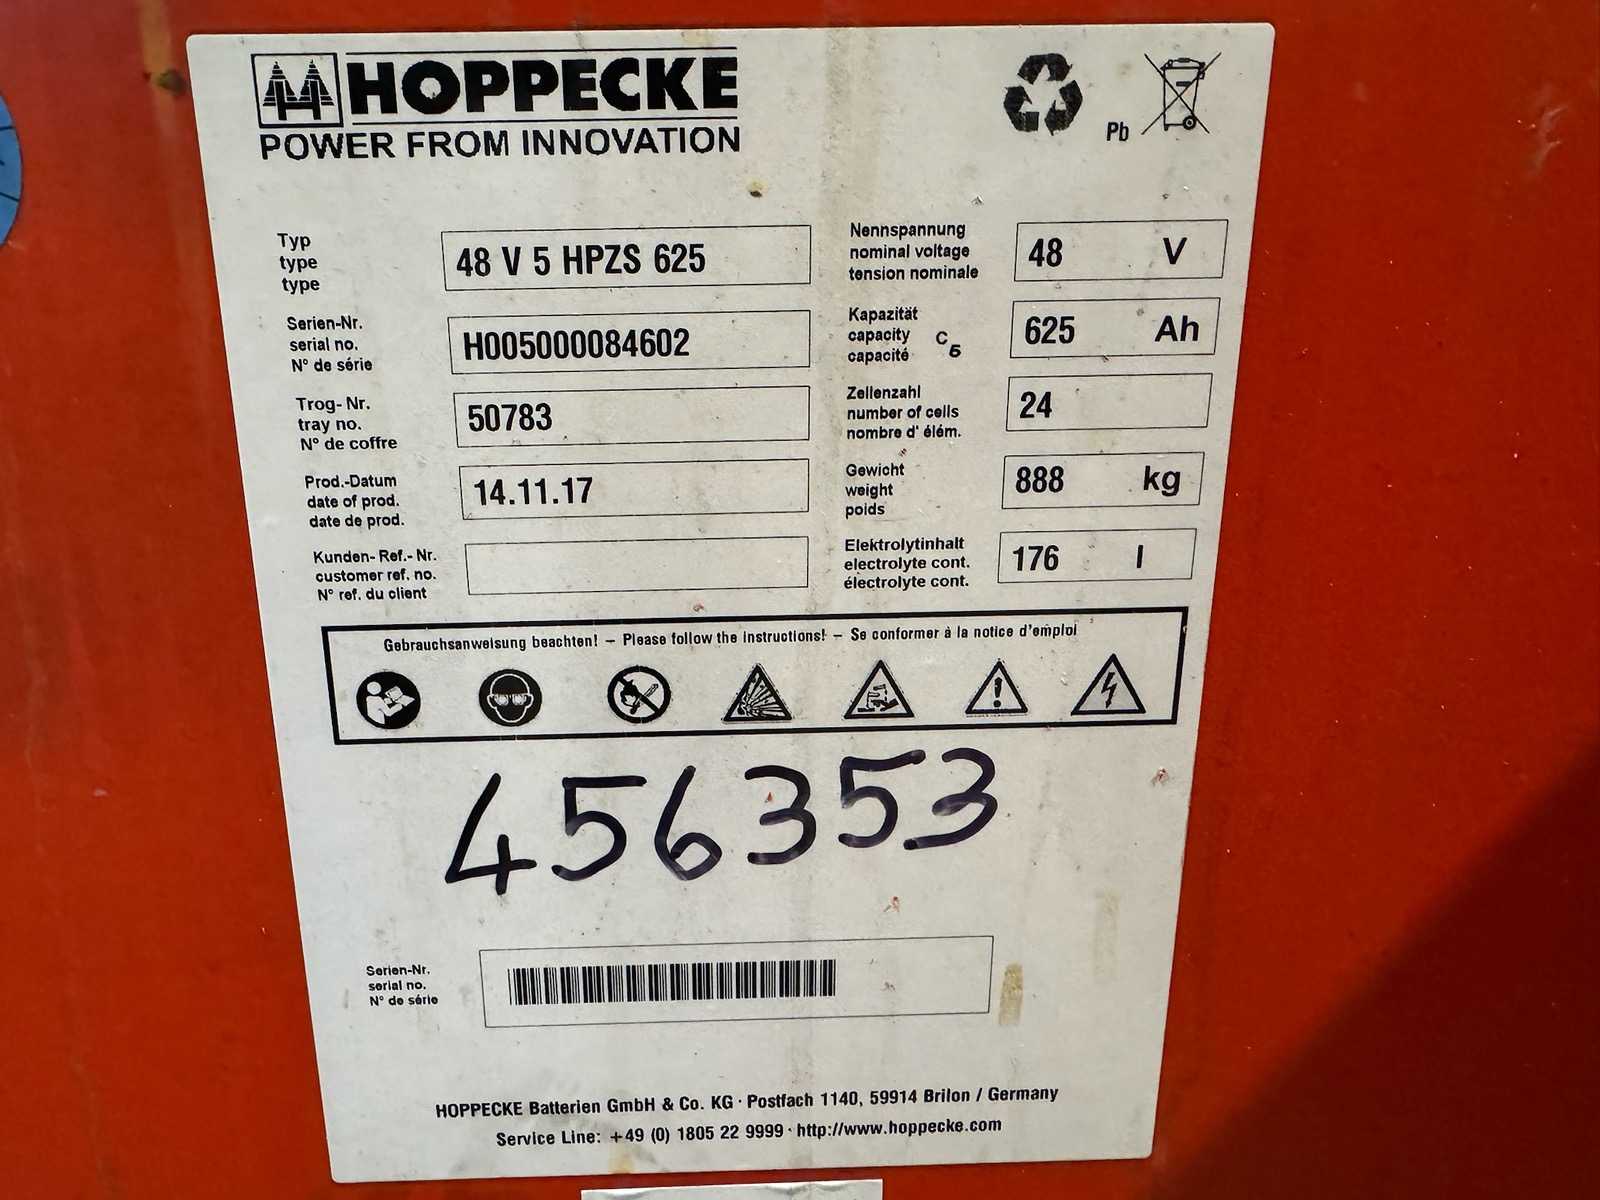 HOPPECKE
POWER FROM INNOVATION
Pb
Typ
type
type
48 V 5 HPZS 625
Serien-Nr.
serial no.
N° de série
H005000084602
Trog- Nr.
tray no.
N° de coffre
50783
Prod.-Datum
date of prod.
date de prod.
14.11.17
Kunden- Ref.- Nr.
customer ref. no.
N° ref. du client
Nennspannung
nominal voltage
tension nominale
48 V
Kapazität
capacity C5
capacité
625 Ah
Zellenzahl
number of cells
nombre d' élém.
24
Gewicht
weight
poids
888 kg
Elektrolytinhalt
electrolyte cont.
électrolyte cont.
176 l
Gebrauchsanweisung beachten! – Please follow the instructions! – Se conformer à la notice d'emploi
456353
Serien-Nr.
serial no.
N° de série
HOPPECKE Batterien GmbH & Co. KG · Postfach 1140, 59914 Brilon / Germany
Service Line: +49 (0) 1805 22 9999 · http://www.hoppecke.com